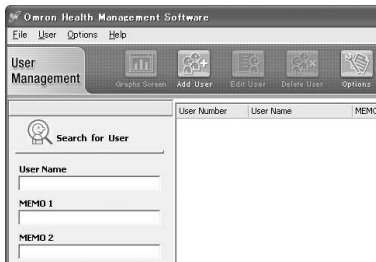 Omron Health Management Software
File User Options Help
User Management
Graphs Screen Add User Edit User Delete User Options
User Number User Name MEMO
Search for User
User Name
MEMO 1
MEMO 2